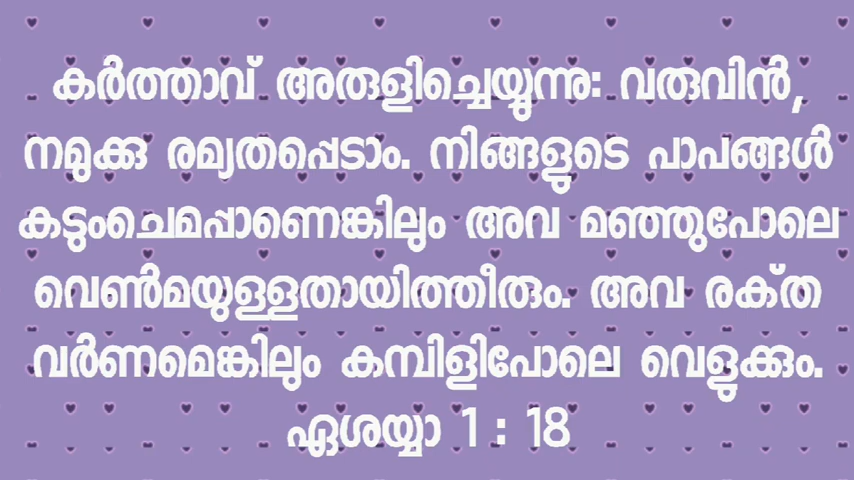 കർത്താവ് അരുളിച്ചെയ്യുന്നു: വരുവിൻ,
നമുക്കു രമ്യതപ്പെടാം. നിങ്ങളുടെ പാപങ്ങൾ
കടുംചെമപ്പാണെങ്കിലും അവ മഞ്ഞുപോലെ
വെൺമയുള്ളതായിത്തീരും. അവ രക്ത
വർണമെങ്കിലും കമ്പിളിപോലെ വെളുക്കും.
ഏശയ്യാ 1 : 18